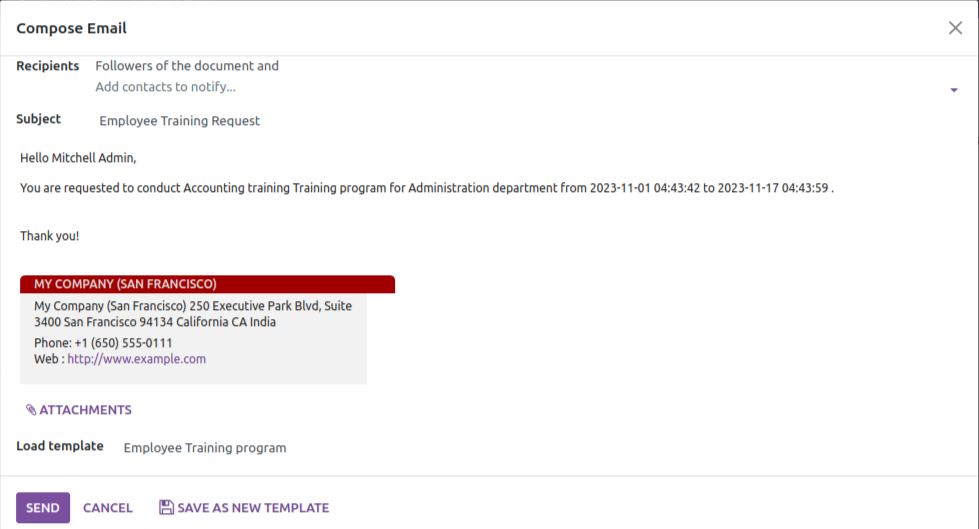 Compose Email
Recipients Followers of the document and
Add contacts to notify...
Subject Employee Training Request
Hello Mitchell Admin,
You are requested to conduct Accounting training Training program for Administration department from 2023-11-01 04:43:42 to 2023-11-17 04:43:59 .
Thank you!
MY COMPANY (SAN FRANCISCO)
My Company (San Francisco) 250 Executive Park Blvd, Suite
3400 San Francisco 94134 California CA India
Phone: +1 (650) 555-0111
Web : http://www.example.com
ATTACHMENTS
Load template Employee Training program
SEND CANCEL SAVE AS NEW TEMPLATE